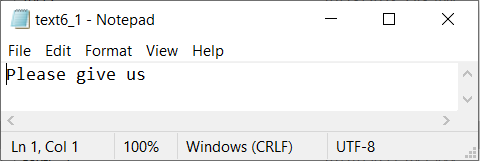 text6_1 - Notepad
File Edit Format View Help
Please give us
Ln 1, Col 1 100% Windows (CRLF) UTF-8